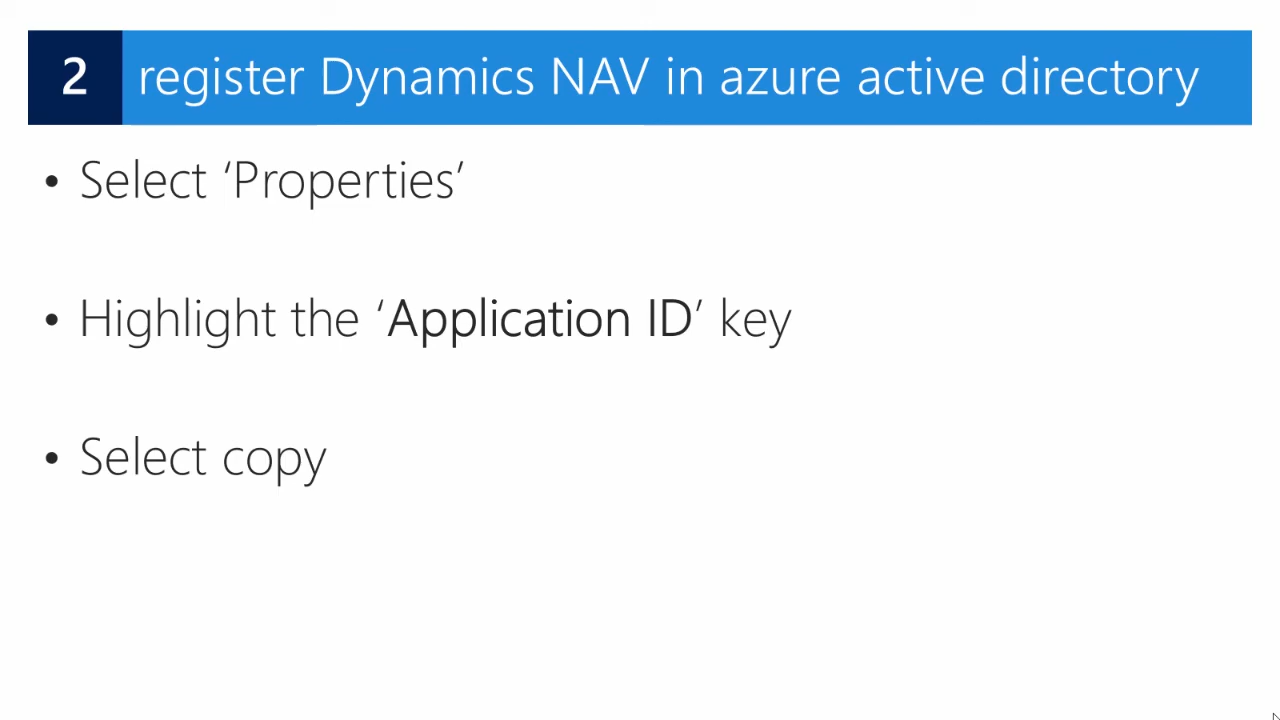 2 register Dynamics NAV in azure active directory
• Select ‘Properties’
• Highlight the ‘Application ID’ key
• Select copy